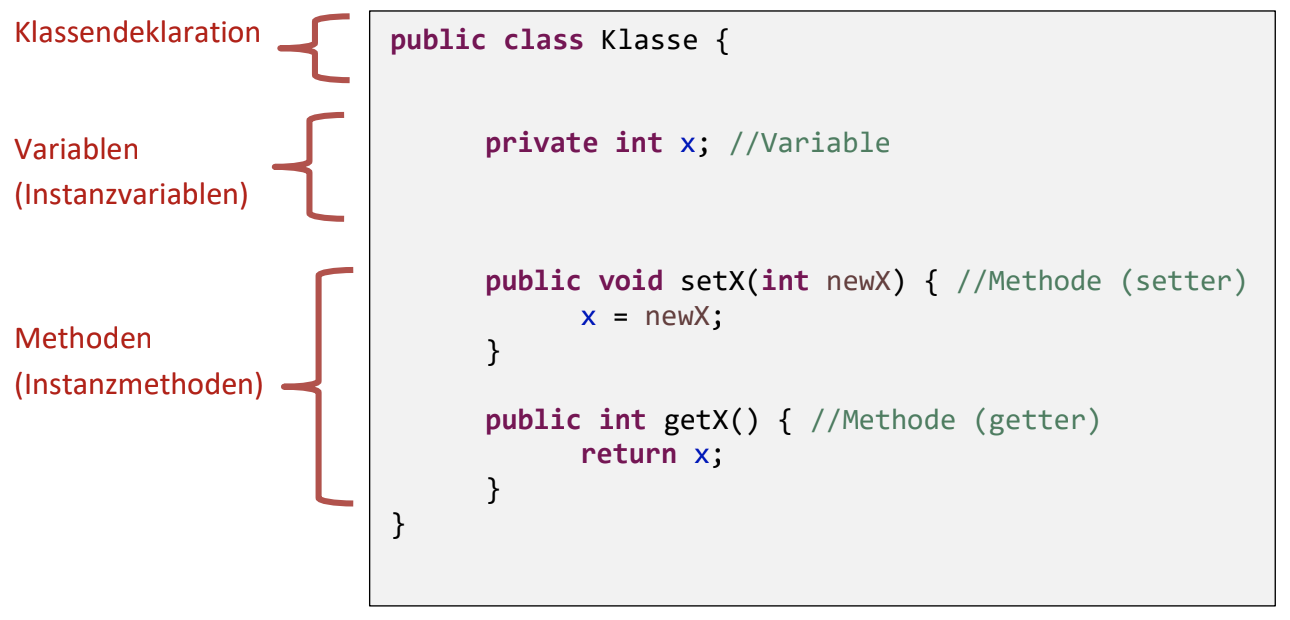 Klassendeklaration
public class Klasse {
Variablen
(Instanzvariablen)
private int x; //Variable
Methoden
(Instanzmethoden)
public void setX(int newX) { //Methode (setter)
x = newX;
}
public int getX() { //Methode (getter)
return x;
}
}